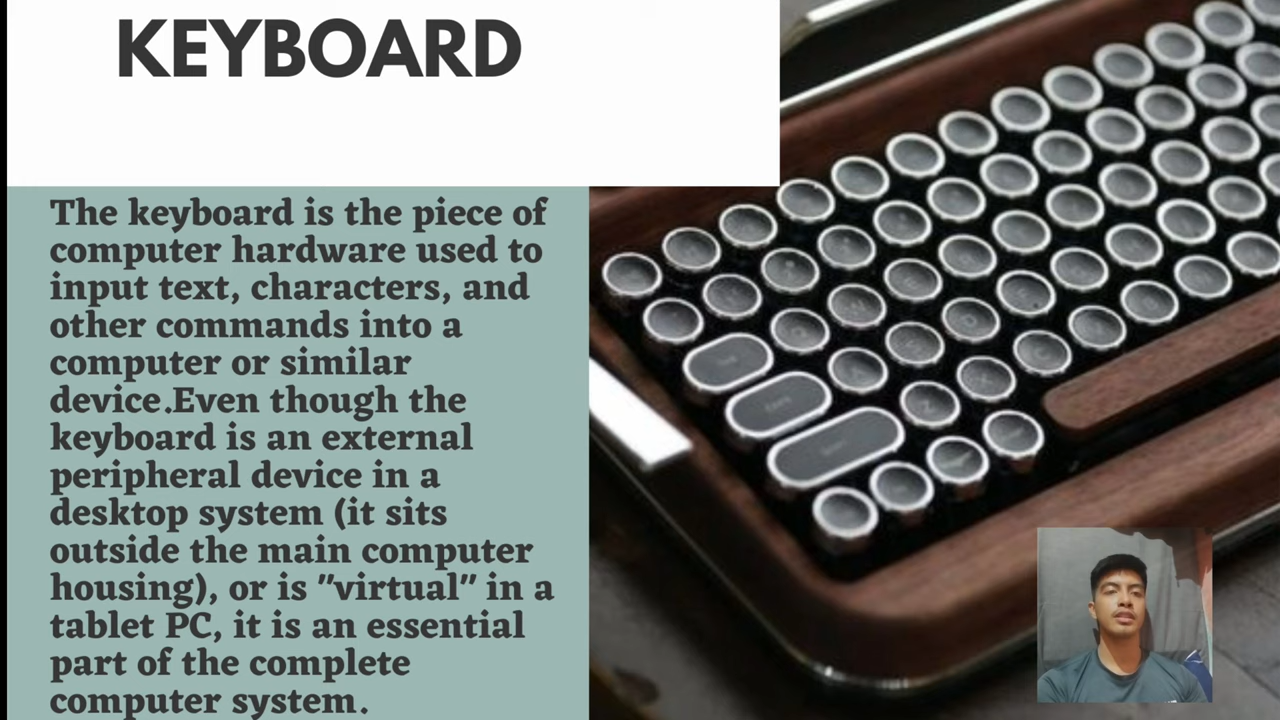 KEYBOARD
The keyboard is the piece of
computer hardware used to
input text, characters, and
other commands into a
computer or similar
device.Even though the
keyboard is an external
peripheral device in a
desktop system (it sits
outside the main computer
housing), or is "virtual" in a
tablet PC, it is an essential
part of the complete
computer system.